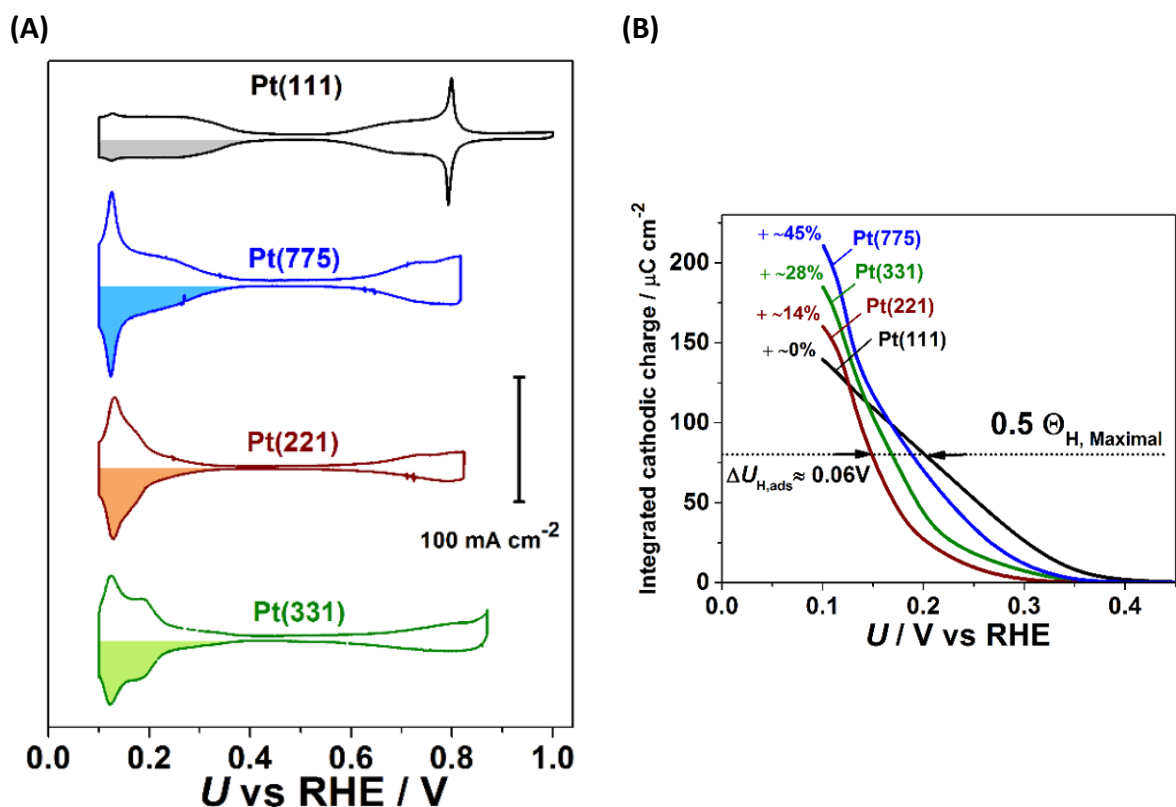 (A)
Pt(111)
Pt(775)
Pt(221)
100 mA cm⁻²
Pt(331)
0.0 0.2 0.4 0.6 0.8 1.0
U vs RHE / V
(B)
Integrated cathodic charge / μC cm⁻²
200
150
100
50
0
+ ~45% Pt(775)
+ ~28% Pt(331)
+ ~14% Pt(221)
+ ~0% Pt(111)
0.5 Θ H, Maximal
ΔU H,ads ≈ 0.06V
0.0 0.1 0.2 0.3 0.4
U / V vs RHE